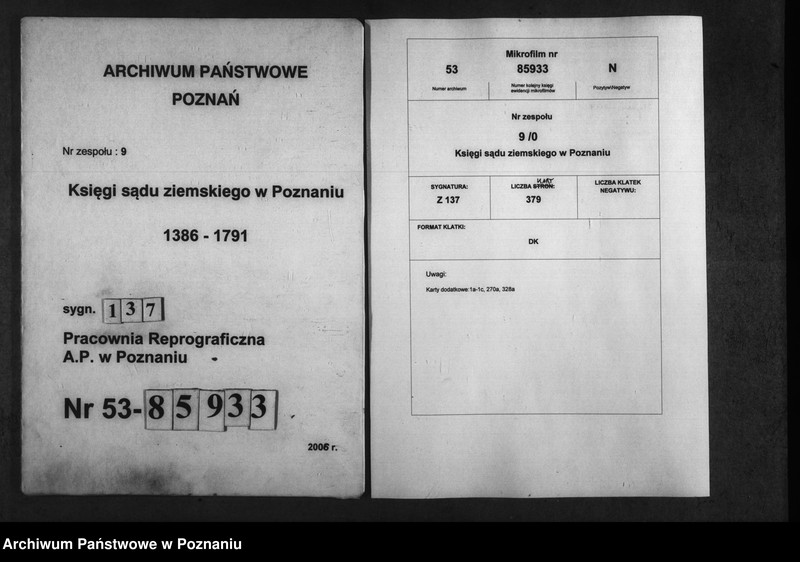 ARCHIWUM PAŃSTWOWE
POZNAŃ
Nr zespołu : 9
Księgi sądu ziemskiego w Poznaniu
1386 - 1791
sygn. 137
Pracownia Reprograficzna
A.P. w Poznaniu
Nr 53-85933
2006 r.
Mikrofilm nr
53 85933 N
Numer archiwum
Numer kolejny księgi
ewidencji mikrofilmów
Pozytyw\Negatyw
Nr zespołu
9 /0
Księgi sądu ziemskiego w Poznaniu
SYGNATURA:
Z 137
KART
LICZBA STRON:
379
LICZBA KLATEK
NEGATYWU:
FORMAT KLATKI:
DK
Uwagi:
Karty dodatkowe:1a-1c, 270a, 328a
Archiwum Państwowe w Poznaniu